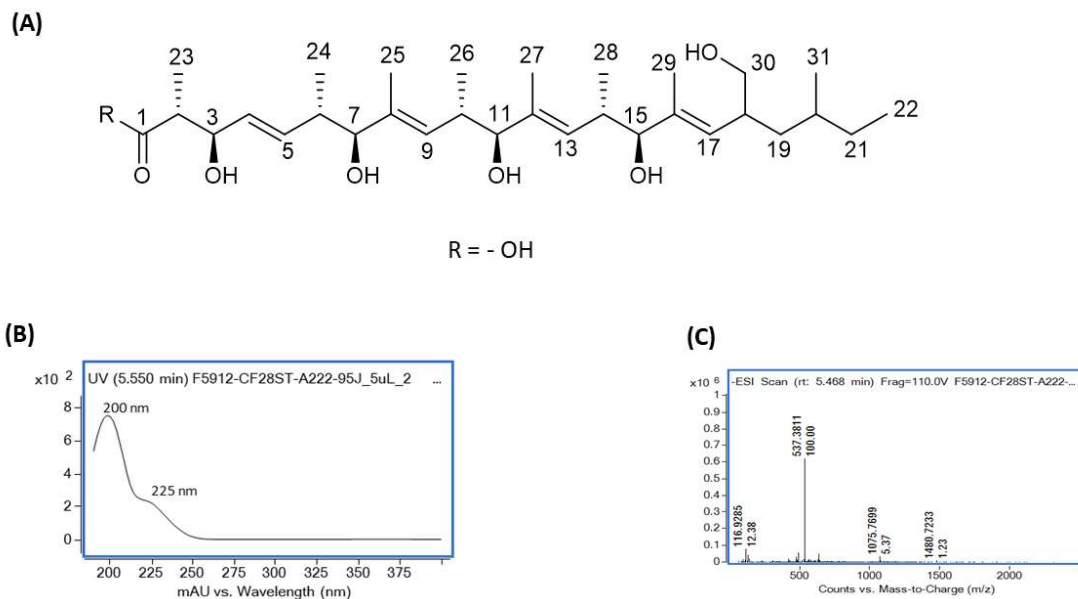 (A)
23 24 25 26 27 28 29 HO 30 31
R 1 3 5 7 9 11 13 15 17 19 21 22
O OH OH OH OH
R = - OH
(B)
UV (5.550 min) F5912-CF28ST-A222-95J_5uL_2 ...
x10 2
200 nm
225 nm
8
6
4
2
0
200 225 250 275 300 325 350 375
mAU vs. Wavelength (nm)
(C)
-ESI Scan (rt: 5.468 min) Frag=110.0V F5912-CF28ST-A222-...
x10 6
1
0.9
0.8
0.7
0.6
0.5
0.4
0.3
0.2
0.1
0
116.9285
12.38
537.3811
100.00
1075.7699
5.37
1480.7233
1.23
500 1000 1500 2000
Counts vs. Mass-to-Charge (m/z)